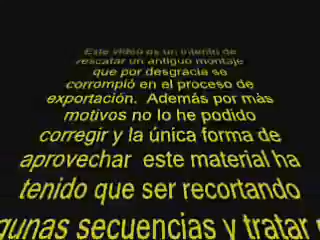 Este video es un intento de
rescatar un antiguo montaje
que por desgracia se
corrompió en el proceso de
exportación. Además por más
motivos no lo he podido
corregir y la única forma de
aprovechar este material ha
tenido que ser recortando
gunas secuencias y tratar